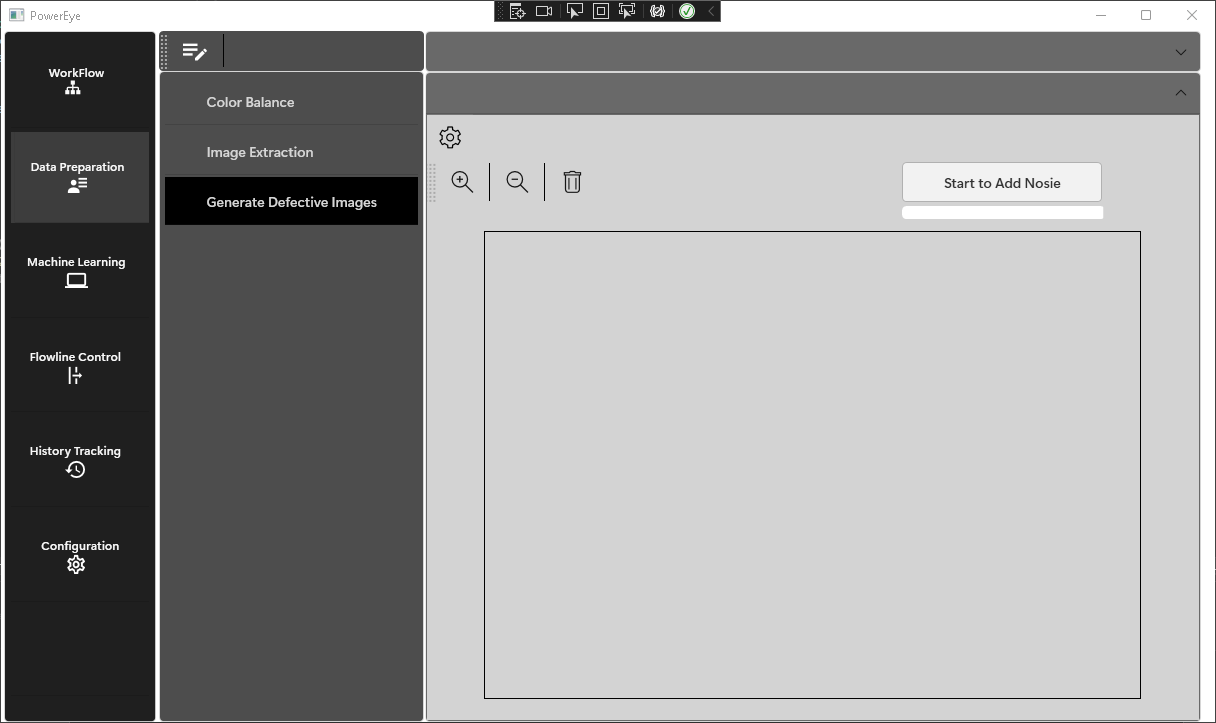 PowerEye
WorkFlow
Data Preparation
Machine Learning
Flowline Control
History Tracking
Configuration
Color Balance
Image Extraction
Generate Defective Images
Start to Add Nosie